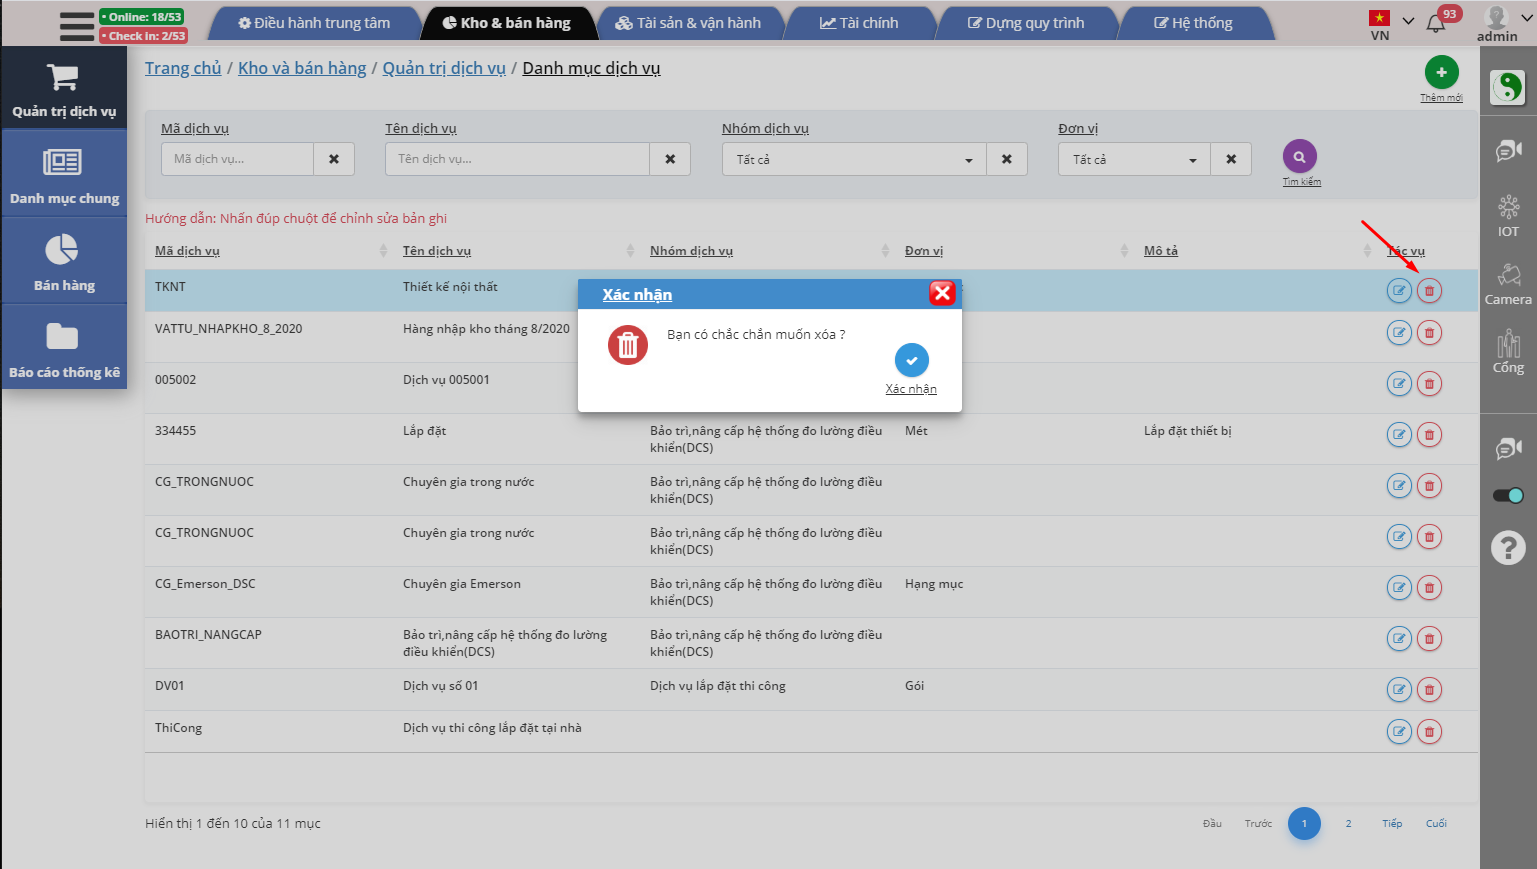 • Online: 18/53
• Check in: 2/53
Điều hành trung tâm
Kho & bán hàng
Tài sản & vận hành
Tài chính
Dựng quy trình
Hệ thống
VN
93
admin
Quản trị dịch vụ
Danh mục chung
Bán hàng
Báo cáo thống kê
Trang chủ / Kho và bán hàng / Quản trị dịch vụ / Danh mục dịch vụ
Thêm mới
Mã dịch vụ
Tên dịch vụ
Nhóm dịch vụ
Đơn vị
Mã dịch vụ...
Tên dịch vụ...
Tất cả
Tất cả
Tìm kiếm
Hướng dẫn: Nhấn đúp chuột để chỉnh sửa bản ghi
Mã dịch vụ
Tên dịch vụ
Nhóm dịch vụ
Đơn vị
Mô tả
Tác vụ
TKNT
Thiết kế nội thất
VATTU_NHAPKHO_8_2020
Hàng nhập kho tháng 8/2020
005002
Dịch vụ 005001
334455
Lắp đặt
Bảo trì,nâng cấp hệ thống đo lường điều
khiển(DCS)
Mét
Lắp đặt thiết bị
CG_TRONGNUOC
Chuyên gia trong nước
Bảo trì,nâng cấp hệ thống đo lường điều
khiển(DCS)
CG_TRONGNUOC
Chuyên gia trong nước
Bảo trì,nâng cấp hệ thống đo lường điều
khiển(DCS)
CG_Emerson_DSC
Chuyên gia Emerson
Bảo trì,nâng cấp hệ thống đo lường điều
khiển(DCS)
Hạng mục
BAOTRI_NANGCAP
Bảo trì,nâng cấp hệ thống đo lường
điều khiển(DCS)
Bảo trì,nâng cấp hệ thống đo lường điều
khiển(DCS)
DV01
Dịch vụ số 01
Dịch vụ lắp đặt thi công
Gói
ThiCong
Dịch vụ thi công lắp đặt tại nhà
Xác nhận
Bạn có chắc chắn muốn xóa ?
Xác nhận
Hiển thị 1 đến 10 của 11 mục
Đầu
Trước
1
2
Tiếp
Cuối
IOT
Camera
Cổng